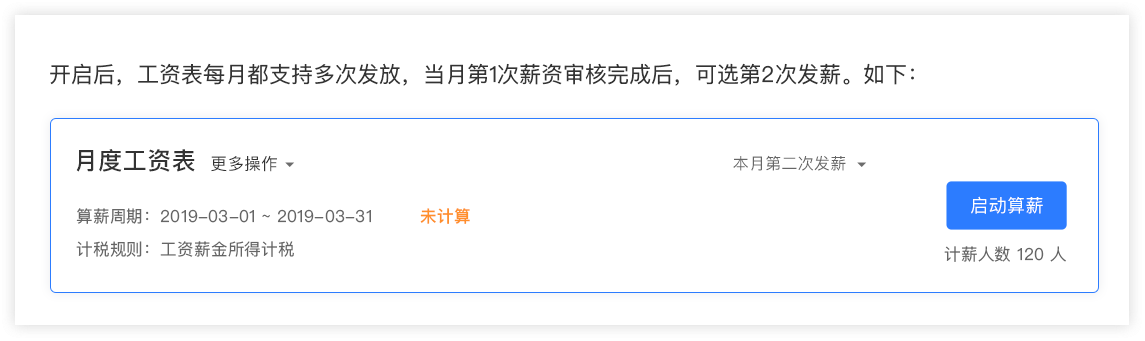 开启后，工资表每月都支持多次发放，当月第1次薪资审核完成后，可选第2次发薪。如下：
月度工资表 更多操作 本月第二次发薪
启动算薪
算薪周期：2019-03-01 ~ 2019-03-31 未计算
计税规则：工资薪金所得计税
计薪人数 120 人